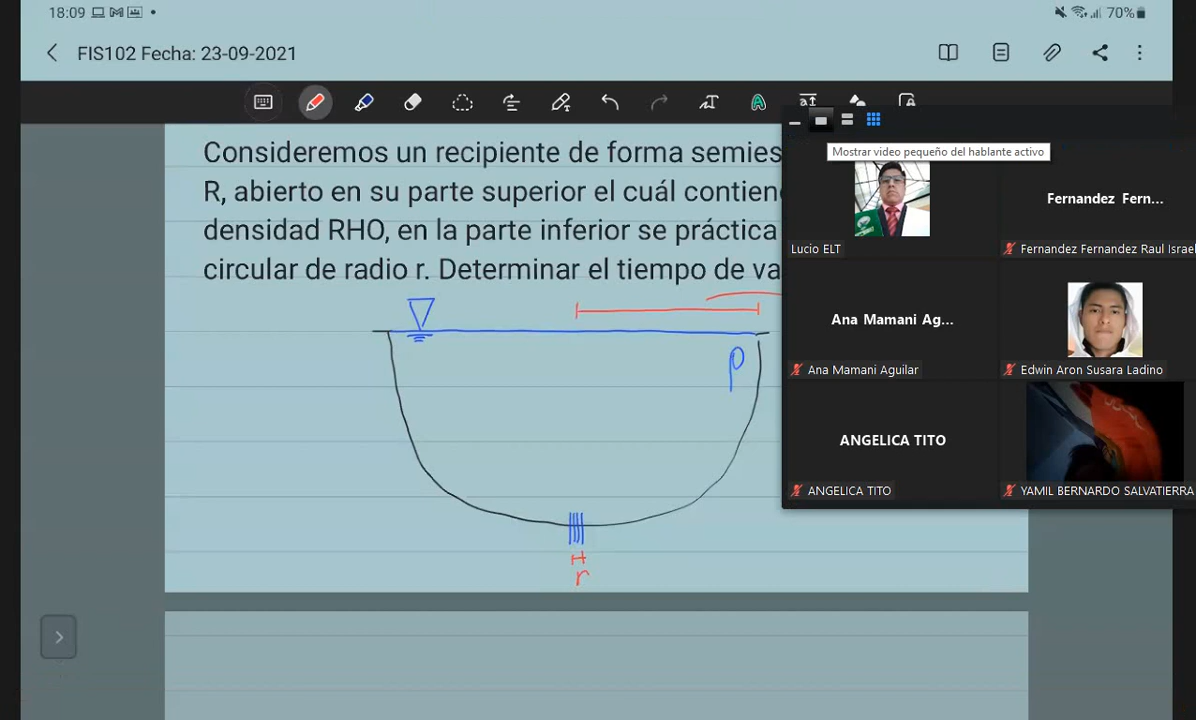 18:09
70%
FIS102 Fecha: 23-09-2021
Mostrar video pequeño del hablante activo
Consideremos un recipiente de forma semies
R, abierto en su parte superior el cuál contien
densidad RHO, en la parte inferior se práctica
circular de radio r. Determinar el tiempo de va
ρ
r
Lucio ELT
Fernandez Fern...
Fernandez Fernandez Raul Israel
Ana Mamani Ag...
Ana Mamani Aguilar
Edwin Aron Susara Ladino
ANGELICA TITO
ANGELICA TITO
YAMIL BERNARDO SALVATIERRA